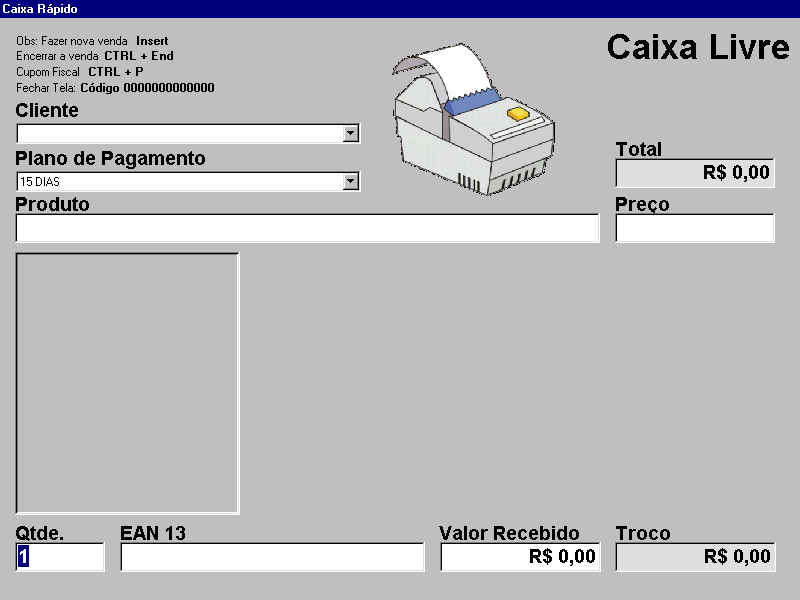 Caixa Rápido
Obs: Fazer nova venda Insert
Encerrar a venda CTRL + End
Cupom Fiscal CTRL + P
Fechar Tela: Código 0000000000000
Caixa Livre
Cliente
Plano de Pagamento
15 DIAS
Total
R$ 0,00
Produto
Preço
Qtde.
1
EAN 13
Valor Recebido
R$ 0,00
Troco
R$ 0,00